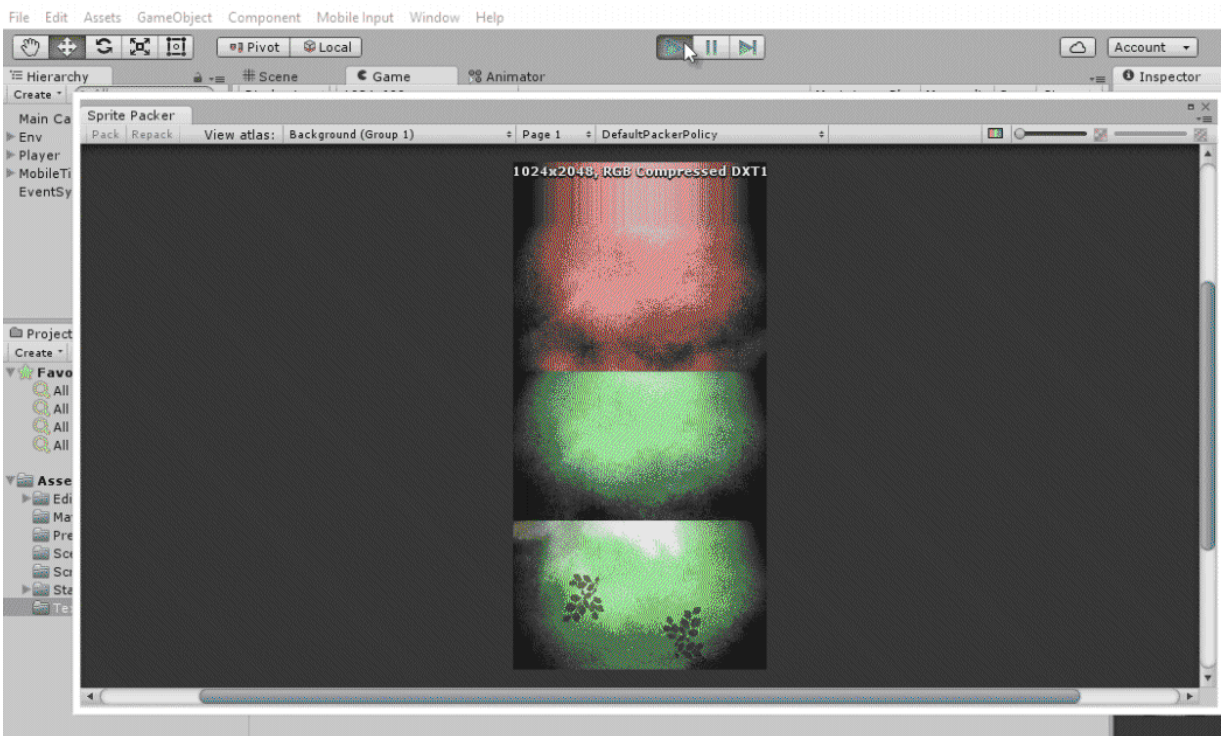 File Edit Assets GameObject Component Mobile Input Window Help
Pivot Local Account
Hierarchy Scene Game Animator Inspector
Create
Sprite Packer
Main Ca
Pack Repack View atlas: Background (Group 1) Page 1 DefaultPackerPolicy
Env
Player
MobileTi
EventSy
1024x2048, RGB Compressed DXT1
Project
Create
Favo
All
All
All
All
Asse
Edi
Ma
Pre
Sce
Scr
Sta
Te